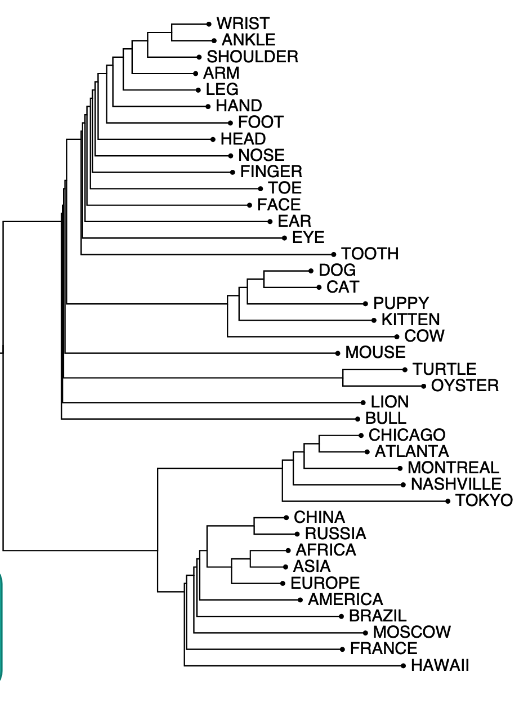 WRIST
ANKLE
SHOULDER
ARM
LEG
HAND
FOOT
HEAD
NOSE
FINGER
TOE
FACE
EAR
EYE
TOOTH
DOG
CAT
PUPPY
KITTEN
COW
MOUSE
TURTLE
OYSTER
LION
BULL
CHICAGO
ATLANTA
MONTREAL
NASHVILLE
TOKYO
CHINA
RUSSIA
AFRICA
ASIA
EUROPE
AMERICA
BRAZIL
MOSCOW
FRANCE
HAWAII